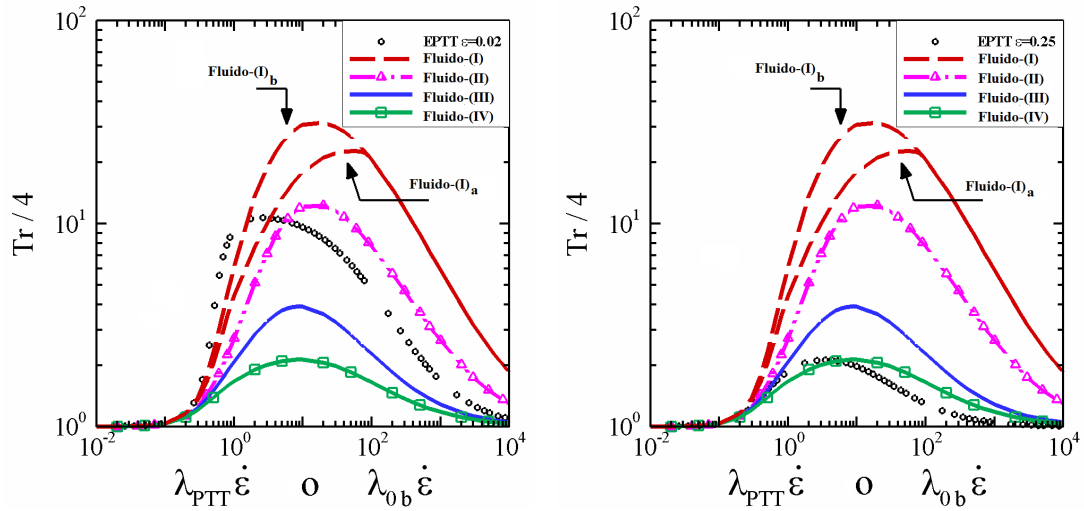 10²
EPTT ε=0.02
Fluido-(I)
Fluido-(II)
Fluido-(III)
Fluido-(IV)
Fluido-(I)b
Fluido-(I)a
Tr / 4
10¹
10⁰
10⁻² 10⁰ 10² 10⁴
λPTT ε̇ o λ0 b ε̇
10²
EPTT ε=0.25
Fluido-(I)
Fluido-(II)
Fluido-(III)
Fluido-(IV)
Fluido-(I)b
Fluido-(I)a
Tr / 4
10¹
10⁰
10⁻² 10⁰ 10² 10⁴
λPTT ε̇ o λ0 b ε̇